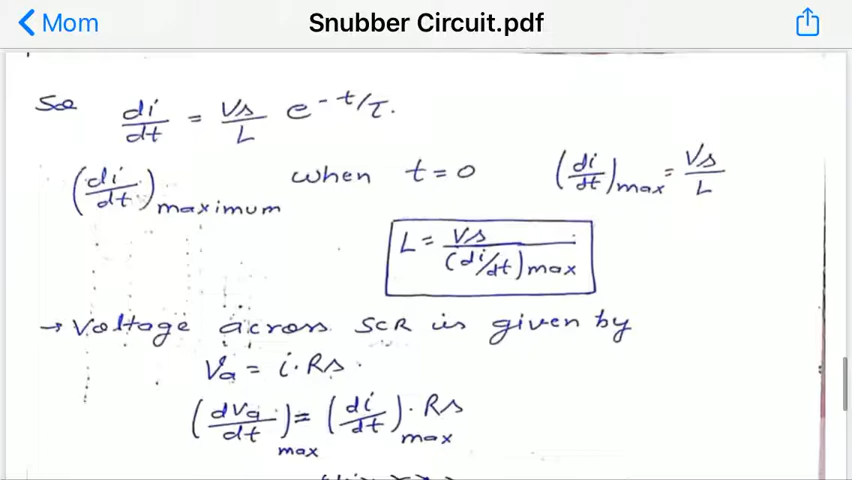 Mom
Snubber Circuit.pdf
So di/dt = Vs/L e^-t/τ.
(di/dt)maximum when t=0 (di/dt)max = Vs/L
L = Vs/(di/dt)max
→ Voltage across SCR is given by
Va = i·Rs.
(dVa/dt)max = (di/dt)max · Rs